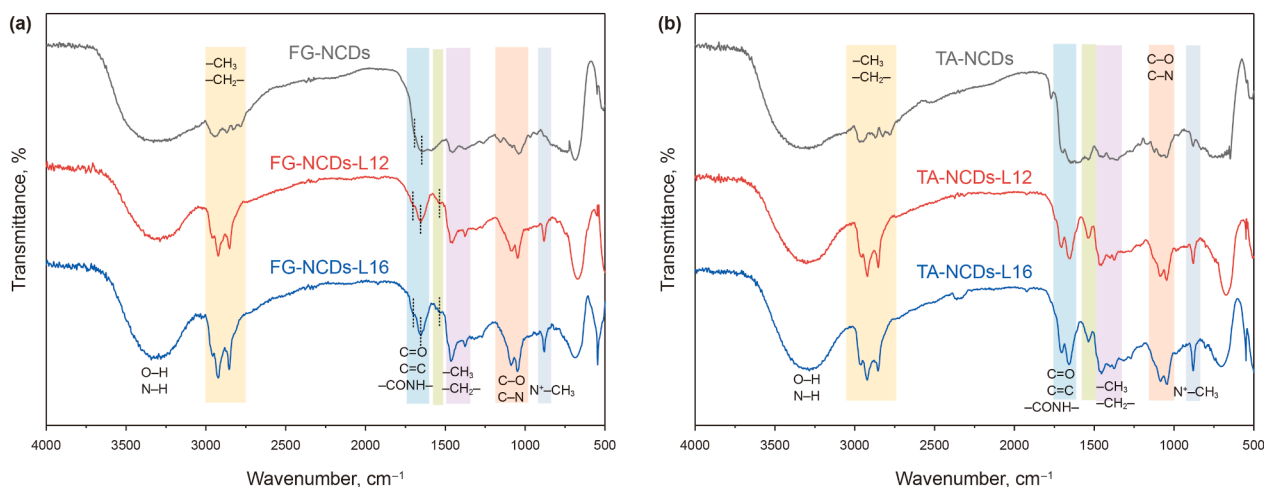 (a)
FG-NCDs
–CH₃
–CH₂–
FG-NCDs-L12
FG-NCDs-L16
O–H
N–H
C=O
C=C
–CONH–
–CH₃
–CH₂–
C–O
C–N
N⁺–CH₃
Transmittance, %
4000 3500 3000 2500 2000 1500 1000 500
Wavenumber, cm⁻¹
(b)
TA-NCDs
–CH₃
–CH₂–
C–O
C–N
TA-NCDs-L12
TA-NCDs-L16
O–H
N–H
C=O
C=C
–CONH–
–CH₃
–CH₂–
N⁺–CH₃
Transmittance, %
4000 3500 3000 2500 2000 1500 1000 500
Wavenumber, cm⁻¹